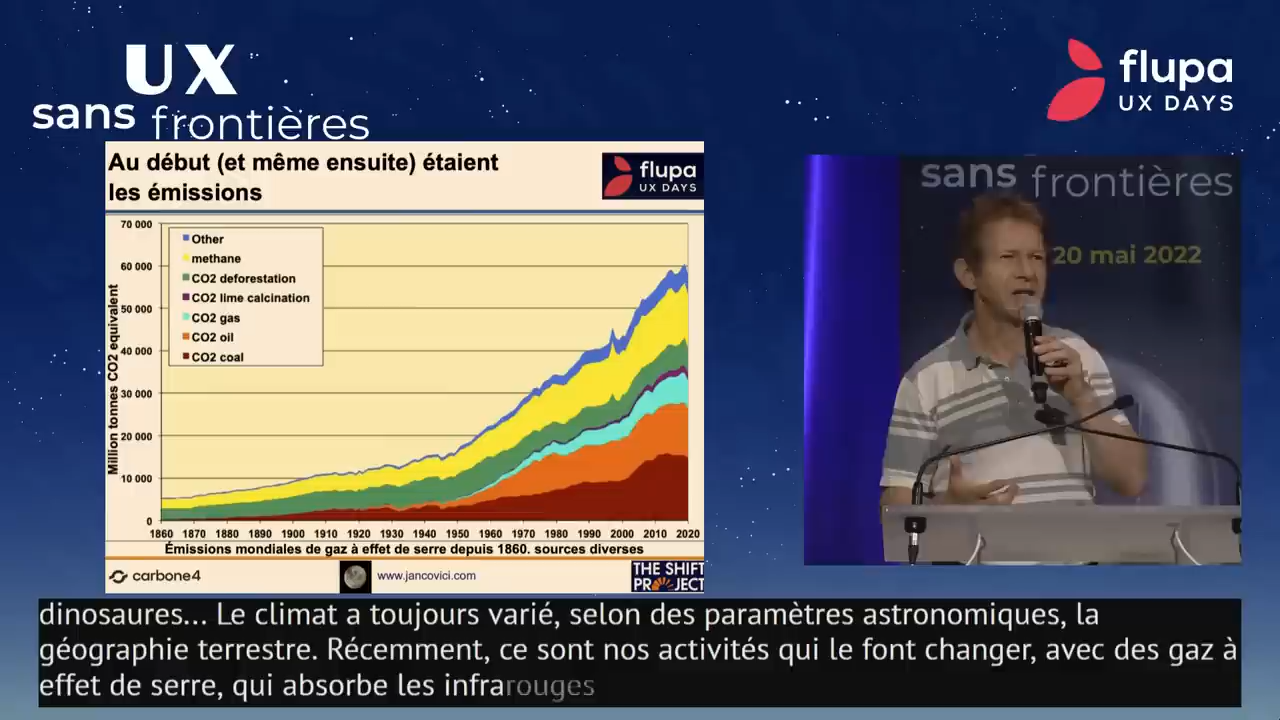 UX
sans frontières
flupa
UX DAYS
Au début (et même ensuite) étaient
les émissions
flupa
UX DAYS
Million tonnes CO2 equivalent
70 000
60 000
50 000
40 000
30 000
20 000
10 000
0
Other
methane
CO2 deforestation
CO2 lime calcination
CO2 gas
CO2 oil
CO2 coal
1860 1870 1880 1890 1900 1910 1920 1930 1940 1950 1960 1970 1980 1990 2000 2010 2020
Émissions mondiales de gaz à effet de serre depuis 1860. sources diverses
carbone4
www.jancovici.com
THE SHIFT
PROJECT
sans frontières
20 mai 2022
dinosaures... Le climat a toujours varié, selon des paramètres astronomiques, la
géographie terrestre. Récemment, ce sont nos activités qui le font changer, avec des gaz à
effet de serre, qui absorbe les infrarouges